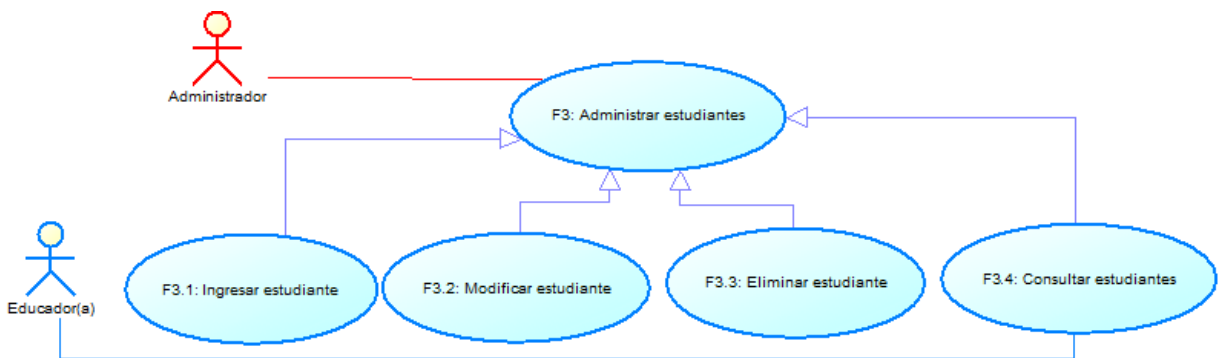 Administrador
F3: Administrar estudiantes
Educador(a)
F3.1: Ingresar estudiante
F3.2: Modificar estudiante
F3.3: Eliminar estudiante
F3.4: Consultar estudiantes